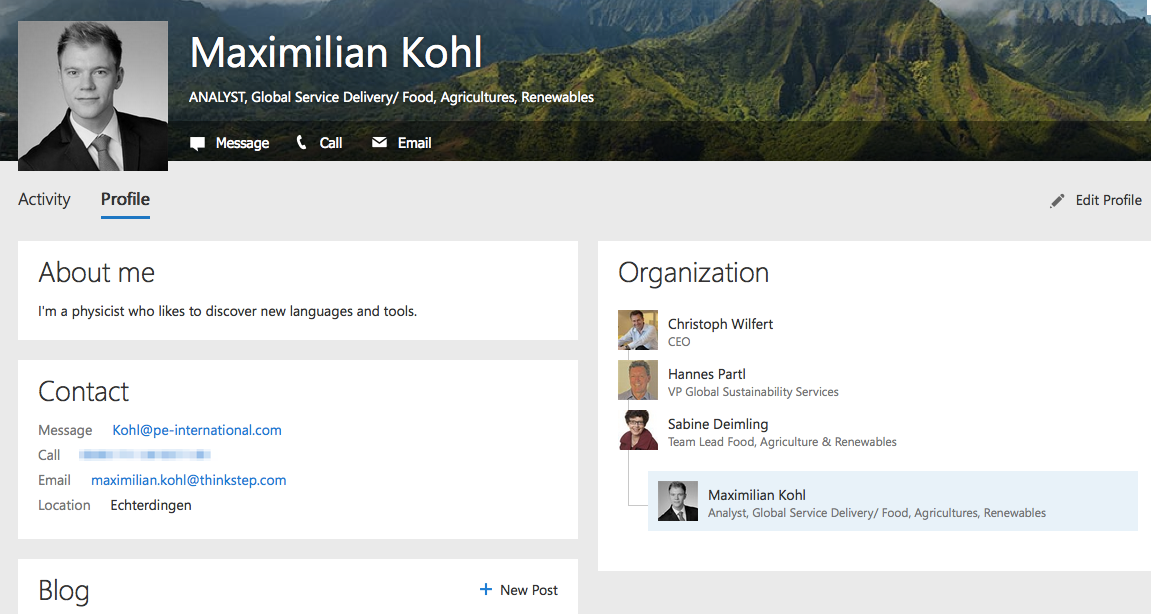 Maximilian Kohl
ANALYST, Global Service Delivery/ Food, Agricultures, Renewables
Message Call Email
Activity Profile
Edit Profile
About me
I'm a physicist who likes to discover new languages and tools.
Contact
Message Kohl@pe-international.com
Call
Email maximilian.kohl@thinkstep.com
Location Echterdingen
Blog
+ New Post
Organization
Christoph Wilfert
CEO
Hannes Partl
VP Global Sustainability Services
Sabine Deimling
Team Lead Food, Agriculture & Renewables
Maximilian Kohl
Analyst, Global Service Delivery/ Food, Agricultures, Renewables